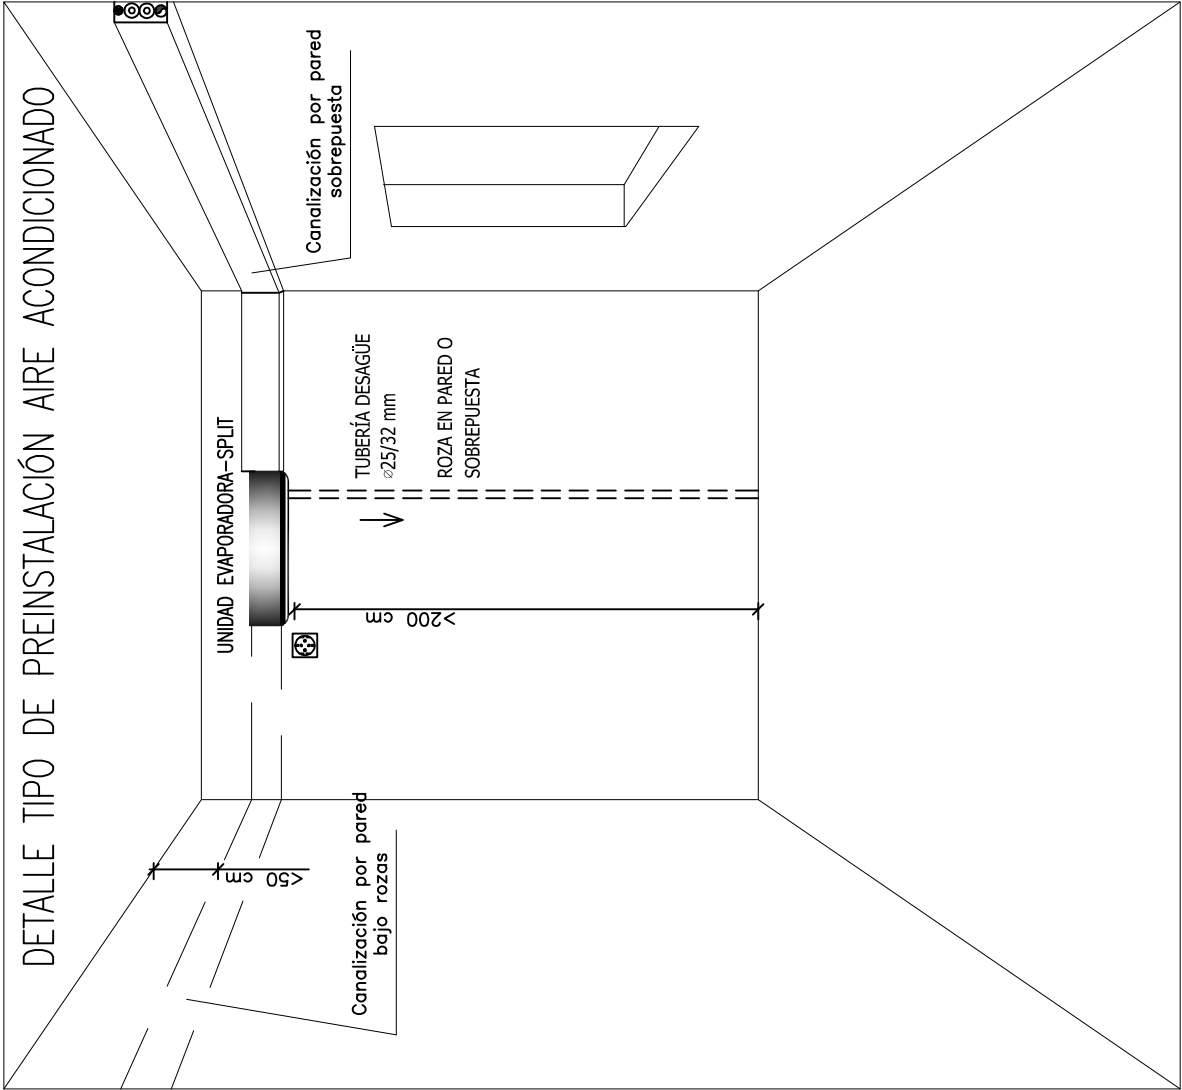 DETALLE TIPO DE PREINSTALACIÓN AIRE ACONDICIONADO
UNIDAD EVAPORADORA-SPLIT
<50 cm
>200 cm
Canalización por pared
sobrepuesta
Canalización por pared
bajo rozas
TUBERÍA DESAGÜE
⌀25/32 mm
ROZA EN PARED O
SOBREPUESTA